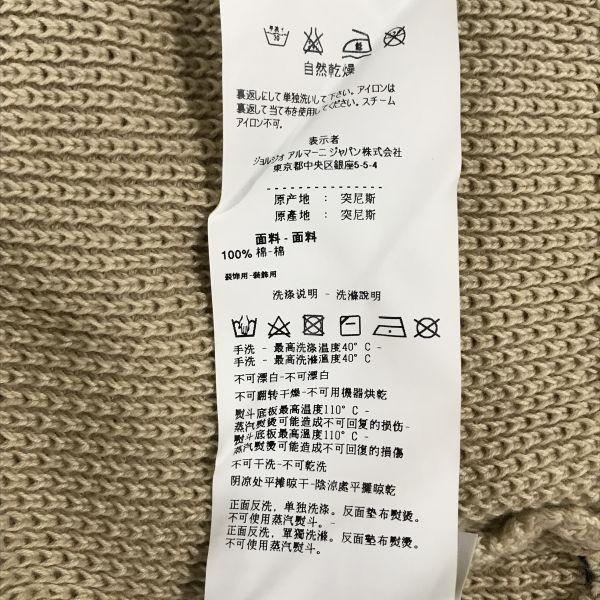 自然乾燥
裏返しにして単独洗いして下さい。アイロンは
裏返して当て布を使用してください。スチーム
アイロン不可.
表示者
ジョルジオ アルマーニ ジャパン株式会社
東京都中央区銀座5-5-4
原产地 : 突尼斯
原產地 : 突尼斯
面料 - 面料
100% 棉-棉
装饰用-裝飾用
洗涤说明 - 洗滌說明
手洗 - 最高洗涤温度40° C -
手洗 - 最高洗滌溫度40° C
不可漂白-不可漂白
不可翻转干燥-不可用機器烘乾
熨斗底板最高温度110° C -
蒸汽熨烫可能造成不可回复的损伤-
熨斗底板最高溫度110° C
蒸汽熨燙可能造成不可回復的損傷
不可干洗-不可乾洗
阴凉处平摊晾干-陰涼處平攤晾乾
正面反洗，单独洗涤。反面垫布熨烫。
不可使用蒸汽熨斗。-
正面反洗，單獨洗滌。反面墊布熨燙。
不可使用蒸汽熨斗。